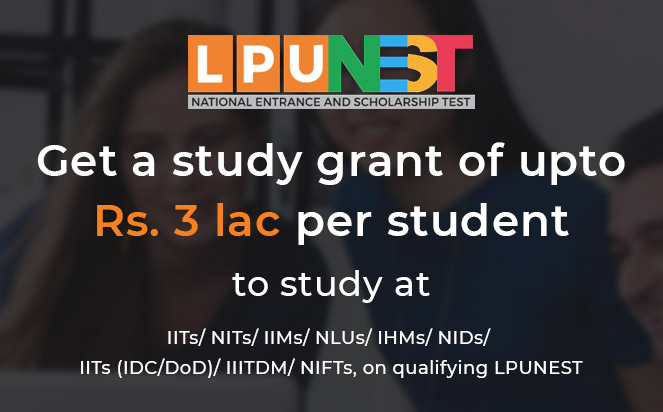 LPUNEST
NATIONAL ENTRANCE AND SCHOLARSHIP TEST
Get a study grant of upto
Rs. 3 lac per student
to study at
IITs/ NITs/ IIMs/ NLUs/ IHMs/ NIDs/
IITs (IDC/DoD)/ IIITDM/ NIFTs, on qualifying LPUNEST